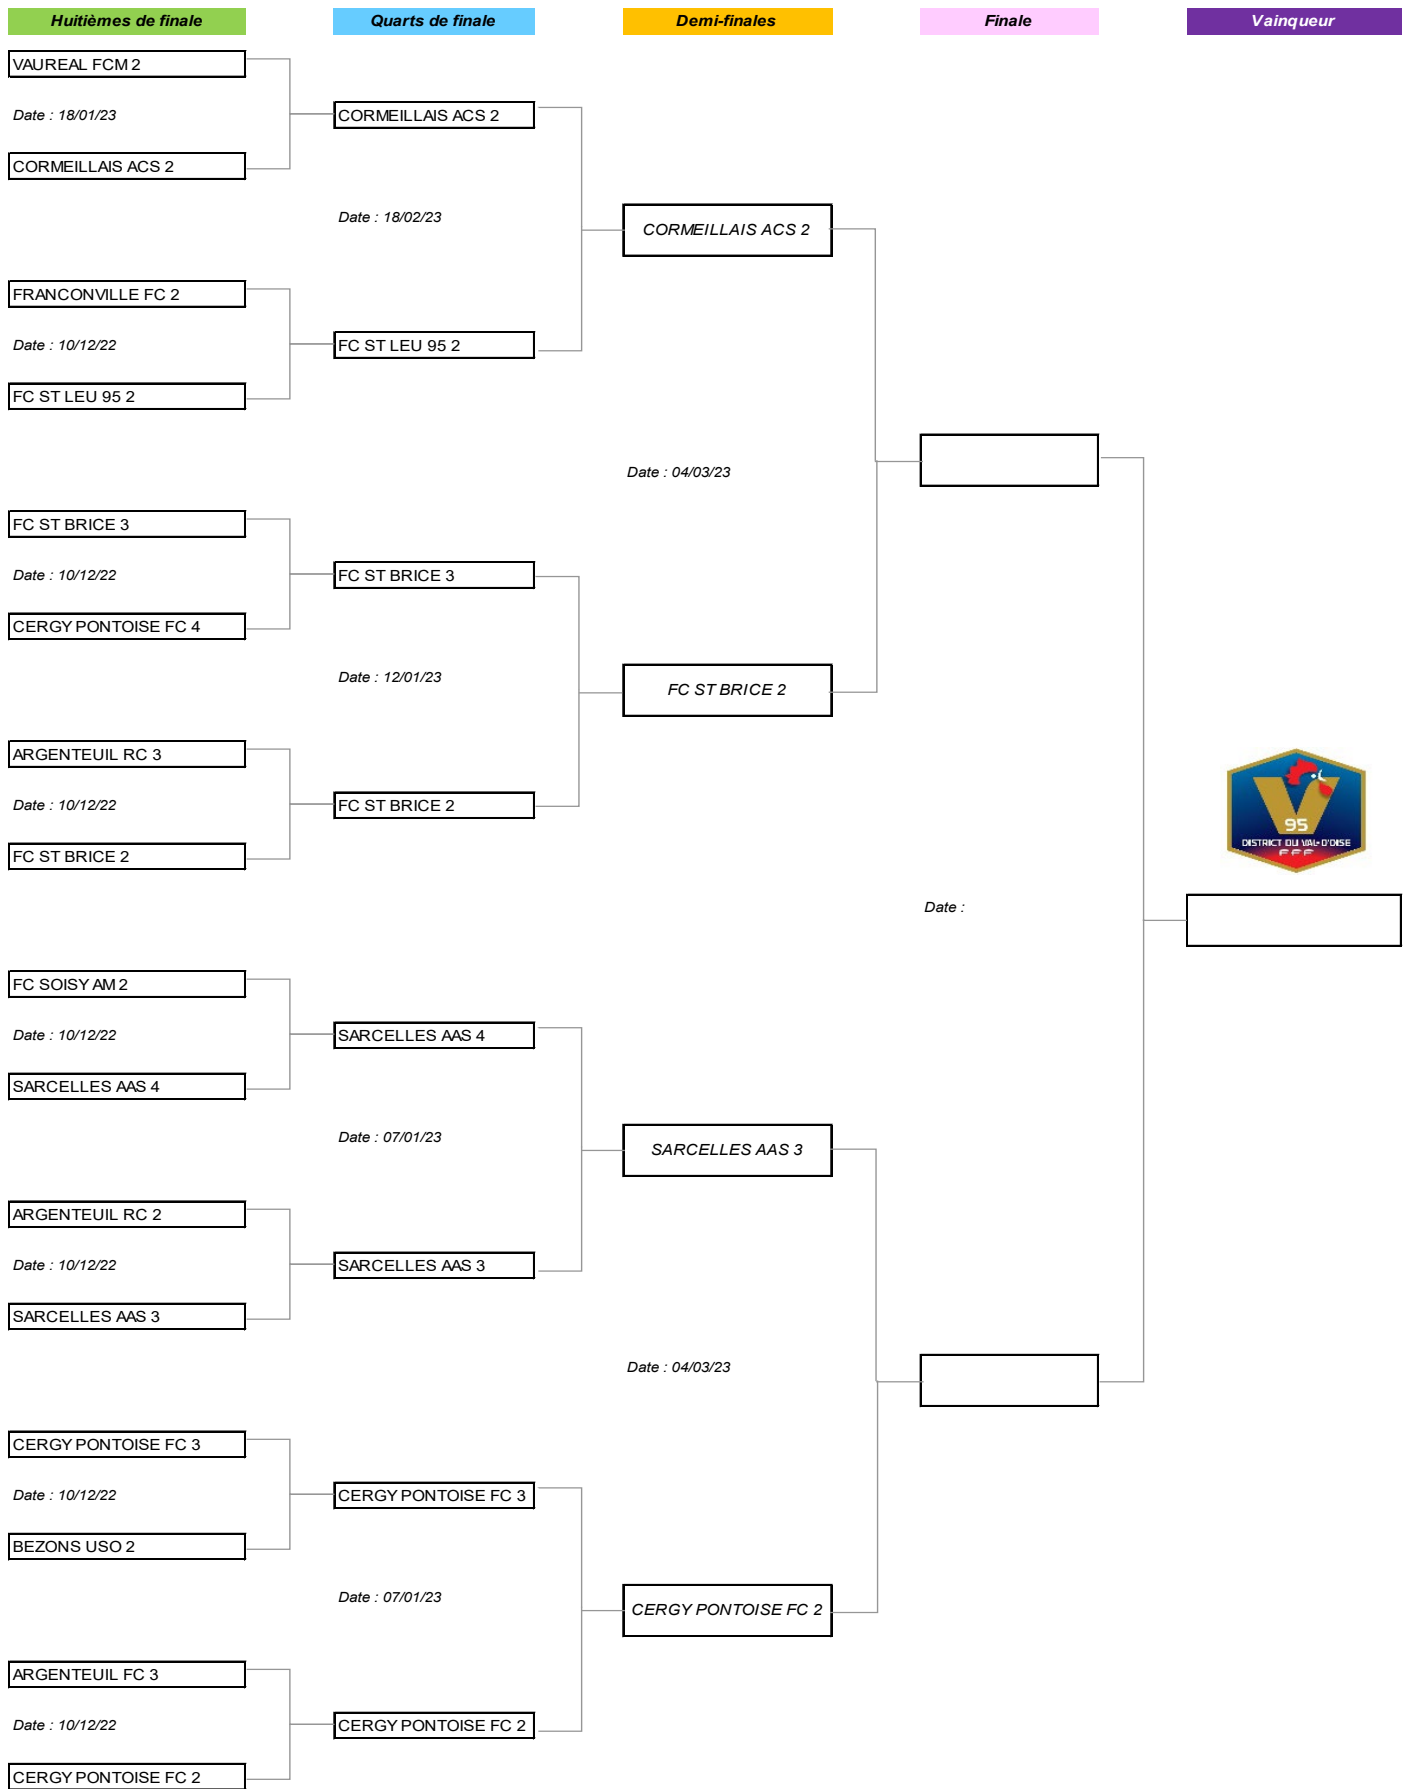 Huitièmes de finale
Quarts de finale
Demi-finales
Finale
Vainqueur
VAUREAL FCM 2
Date : 18/01/23
CORMEILLAIS ACS 2
CORMEILLAIS ACS 2
Date : 18/02/23
CORMEILLAIS ACS 2
FRANCONVILLE FC 2
Date : 10/12/22
FC ST LEU 95 2
FC ST LEU 95 2
Date : 04/03/23
FC ST BRICE 3
Date : 10/12/22
FC ST BRICE 3
CERGY PONTOISE FC 4
Date : 12/01/23
FC ST BRICE 2
ARGENTEUIL RC 3
Date : 10/12/22
FC ST BRICE 2
FC ST BRICE 2
95
DISTRICT DU VAL-D'OISE
FFF
Date :
FC SOISY AM 2
Date : 10/12/22
SARCELLES AAS 4
SARCELLES AAS 4
Date : 07/01/23
SARCELLES AAS 3
ARGENTEUIL RC 2
Date : 10/12/22
SARCELLES AAS 3
SARCELLES AAS 3
Date : 04/03/23
CERGY PONTOISE FC 3
Date : 10/12/22
CERGY PONTOISE FC 3
BEZONS USO 2
Date : 07/01/23
CERGY PONTOISE FC 2
ARGENTEUIL FC 3
Date : 10/12/22
CERGY PONTOISE FC 2
CERGY PONTOISE FC 2